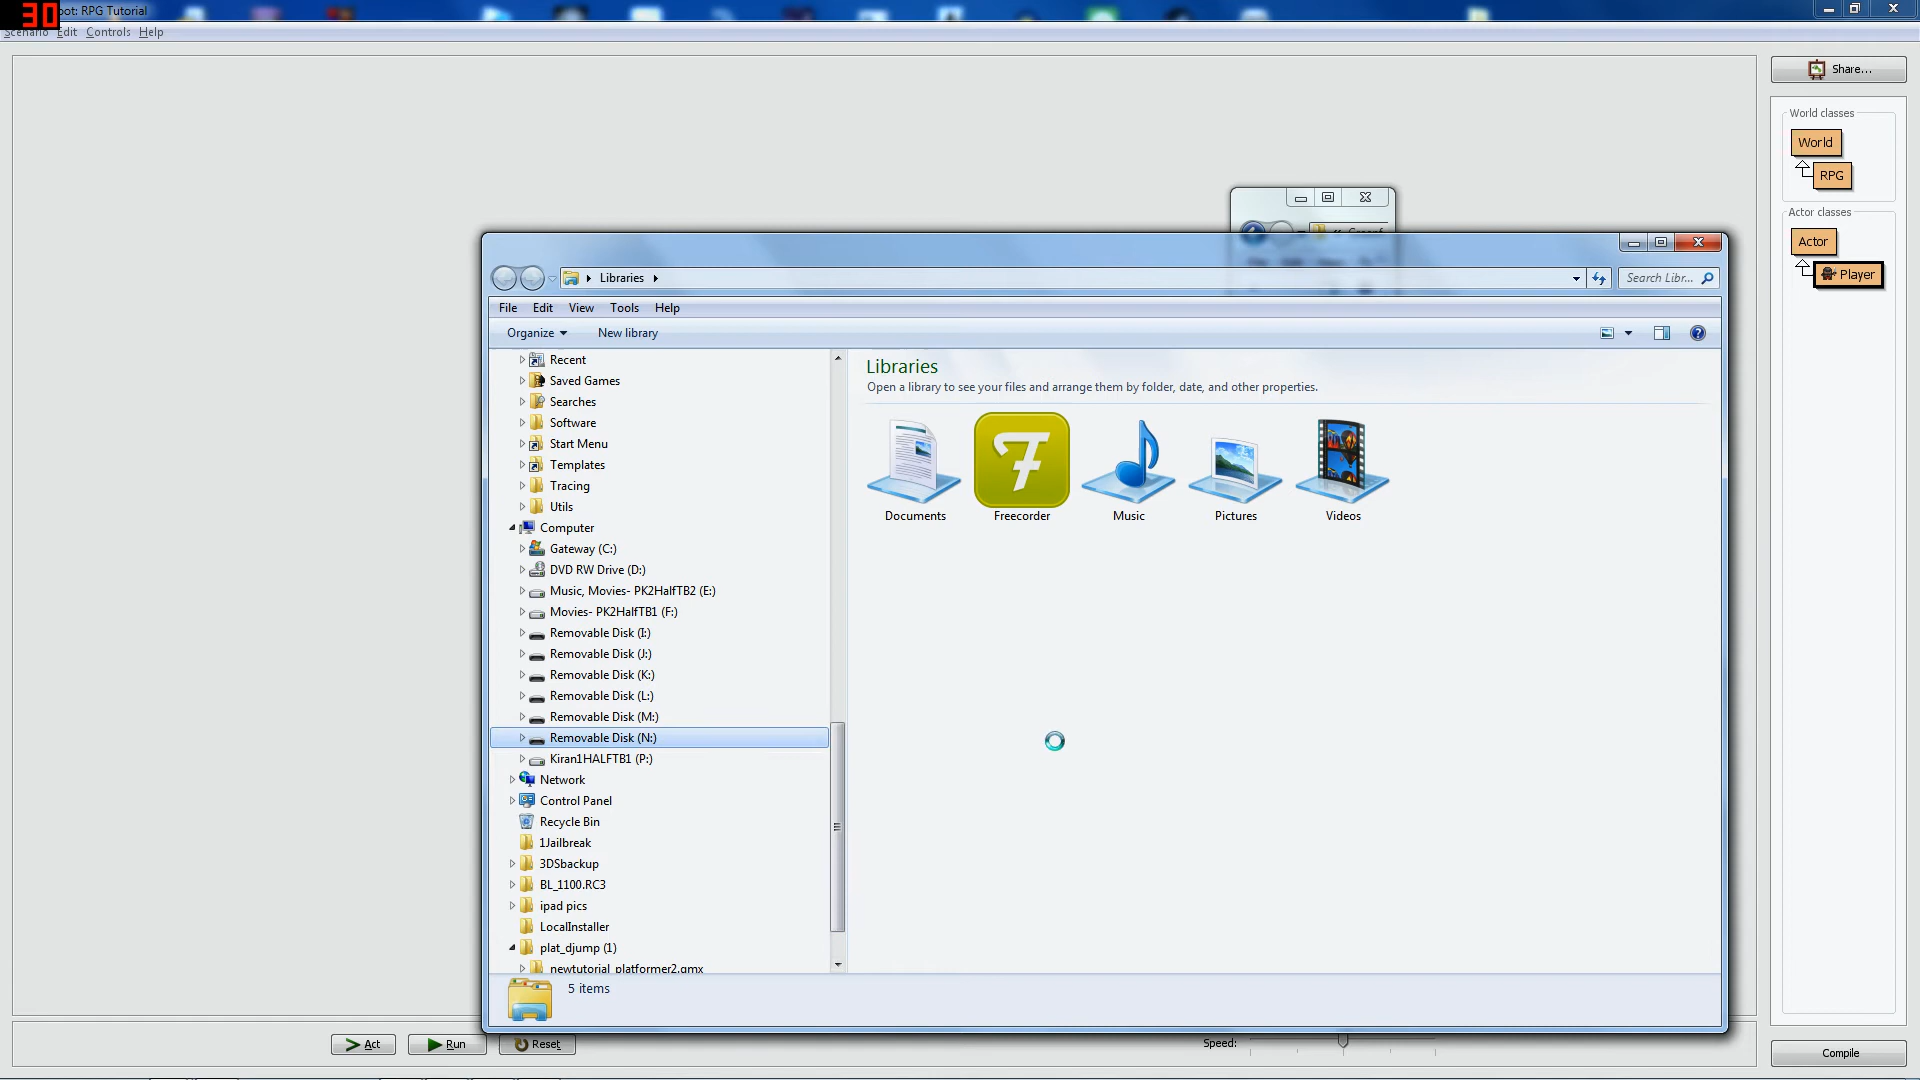 30
oot: RPG Tutorial
Scenario Edit Controls Help
Share...
World classes
World
RPG
Actor classes
Actor
Player
Libraries
Search Libr...
File Edit View Tools Help
Organize New library
Recent
Saved Games
Searches
Software
Start Menu
Templates
Tracing
Utils
Computer
Gateway (C:)
DVD RW Drive (D:)
Music, Movies- PK2HalfTB2 (E:)
Movies- PK2HalfTB1 (F:)
Removable Disk (I:)
Removable Disk (J:)
Removable Disk (K:)
Removable Disk (L:)
Removable Disk (M:)
Removable Disk (N:)
Kiran1HALFTB1 (P:)
Network
Control Panel
Recycle Bin
1Jailbreak
3DSbackup
BL_1100.RC3
ipad pics
LocalInstaller
plat_djump (1)
newtutorial_platformer2.gmx
Libraries
Open a library to see your files and arrange them by folder, date, and other properties.
Documents Freecorder Music Pictures Videos
5 items
Act Run Reset Speed:
Compile